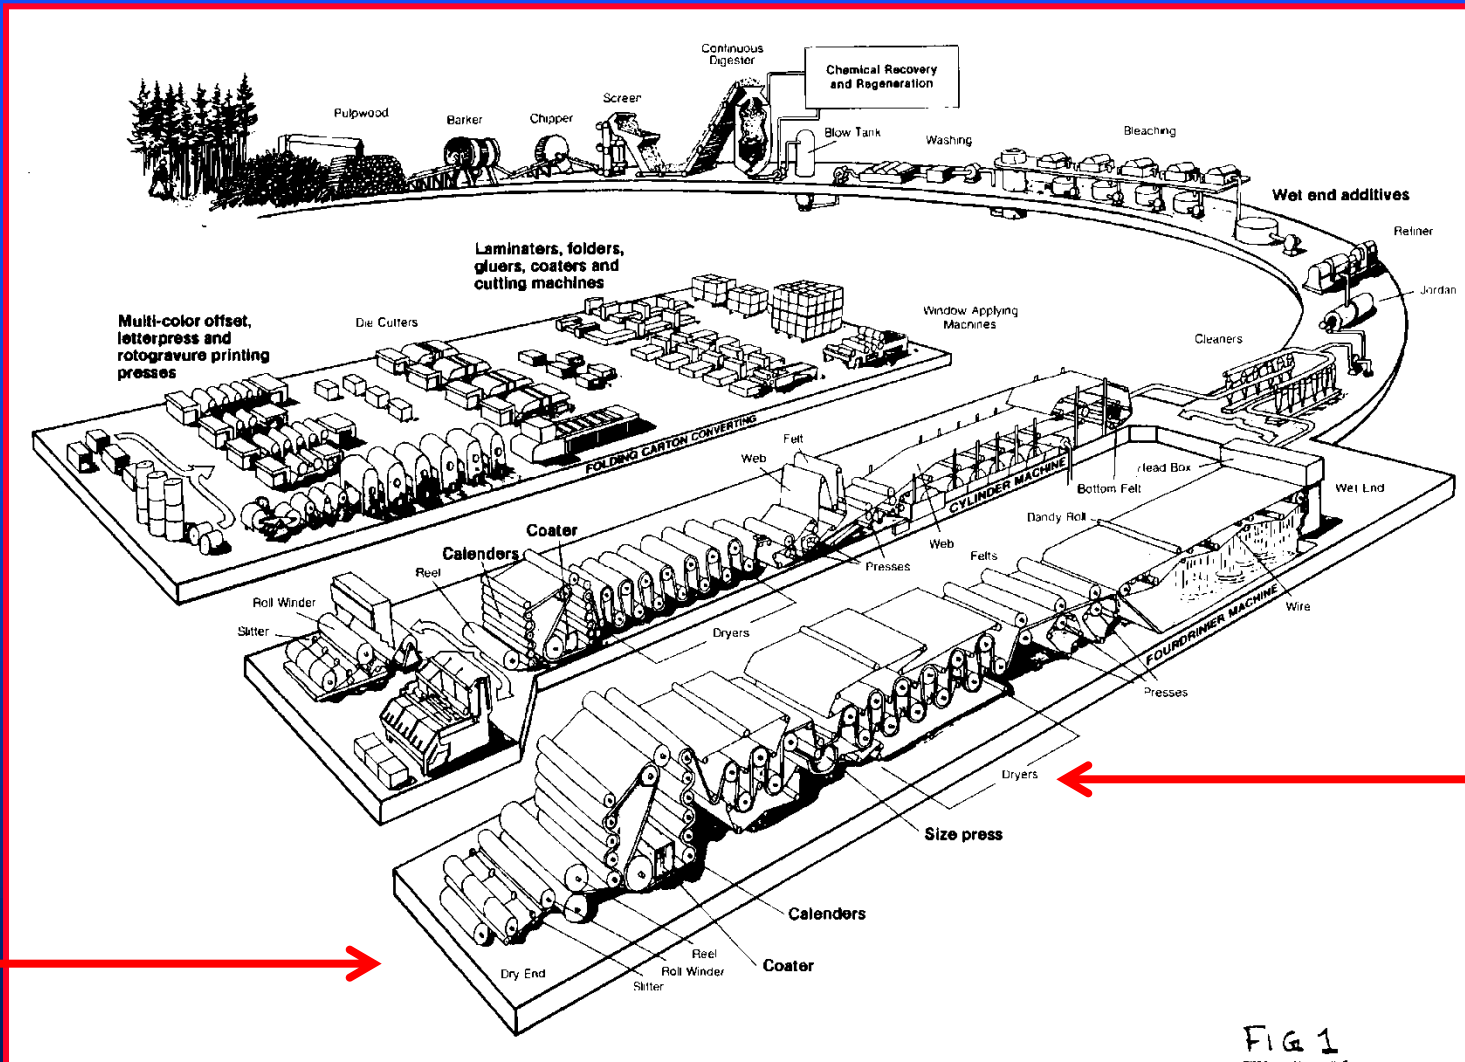 Continuous
Digester
Chemical Recovery
and Regeneration
Screen
Pulpwood
Barker
Chipper
Blow Tank
Washing
Bleaching
Wet end additives
Refiner
Jordan
Cleaners
Laminaters, folders,
gluers, coaters and
cutting machines
Multi-color offset,
letterpress and
rotogravure printing
presses
Die Cutters
Window Applying
Machines
FOLDING CARTON CONVERTING
Felt
Web
CYLINDER MACHINE
Bottom Felt
Head Box
Wet End
Dandy Roll
Web
Felts
Presses
Coater
Calenders
Reel
Roll Winder
Slitter
Dryers
Wire
FOURDRINIER MACHINE
Presses
Dryers
Size press
Calenders
Coater
Reel
Roll Winder
Slitter
Dry End
FIG 1